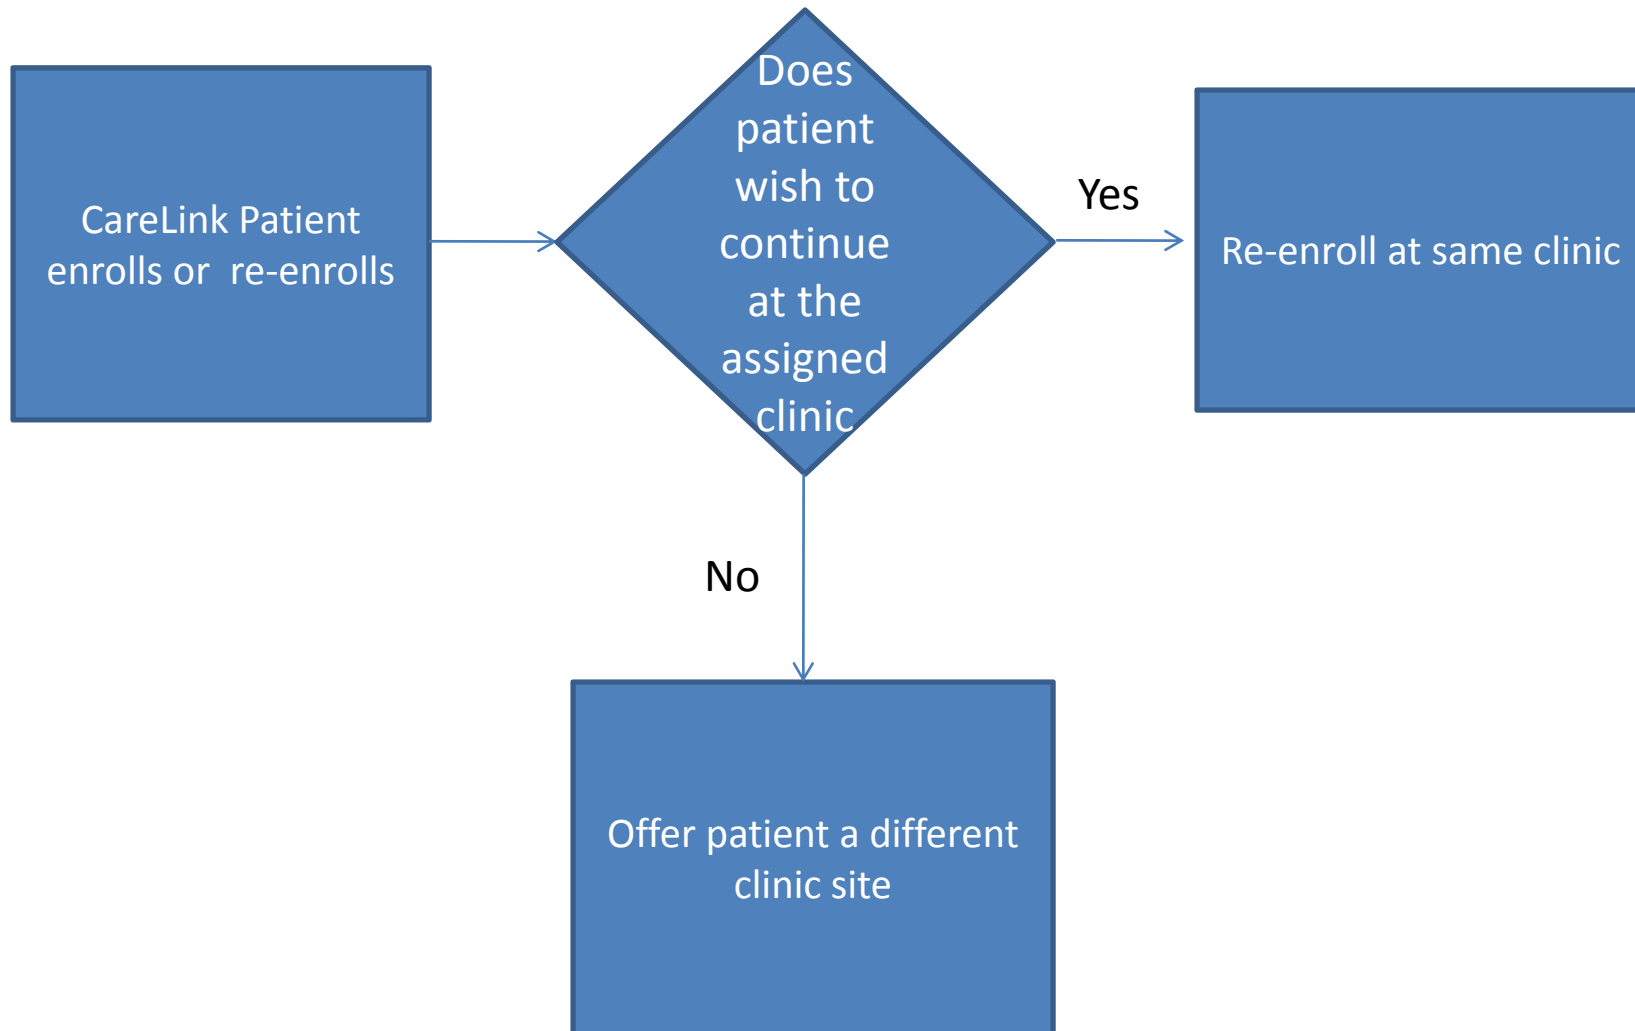 CareLink Patient
enrolls or  re-enrolls
Does
patient
wish to
continue
at the
assigned
clinic
Yes
Re-enroll at same clinic
No
Offer patient a different
clinic site